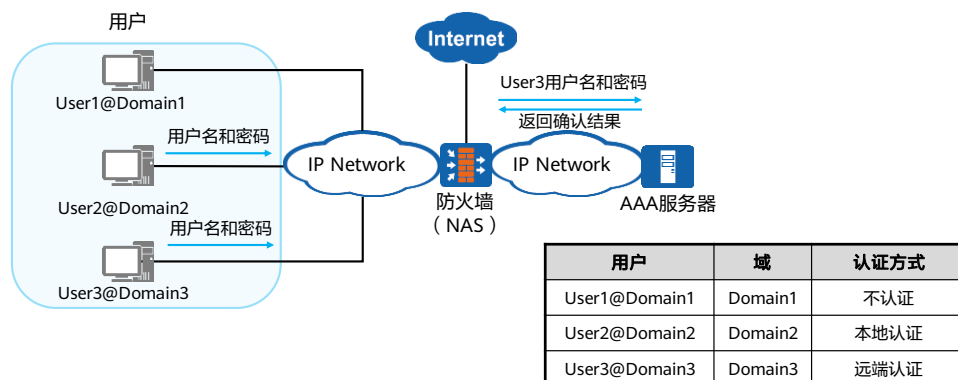 用户
User1@Domain1
用户名和密码
User2@Domain2
用户名和密码
User3@Domain3
IP Network
Internet
防火墙
（NAS）
User3用户名和密码
返回确认结果
IP Network
AAA服务器
用户 域 认证方式
User1@Domain1 Domain1 不认证
User2@Domain2 Domain2 本地认证
User3@Domain3 Domain3 远端认证